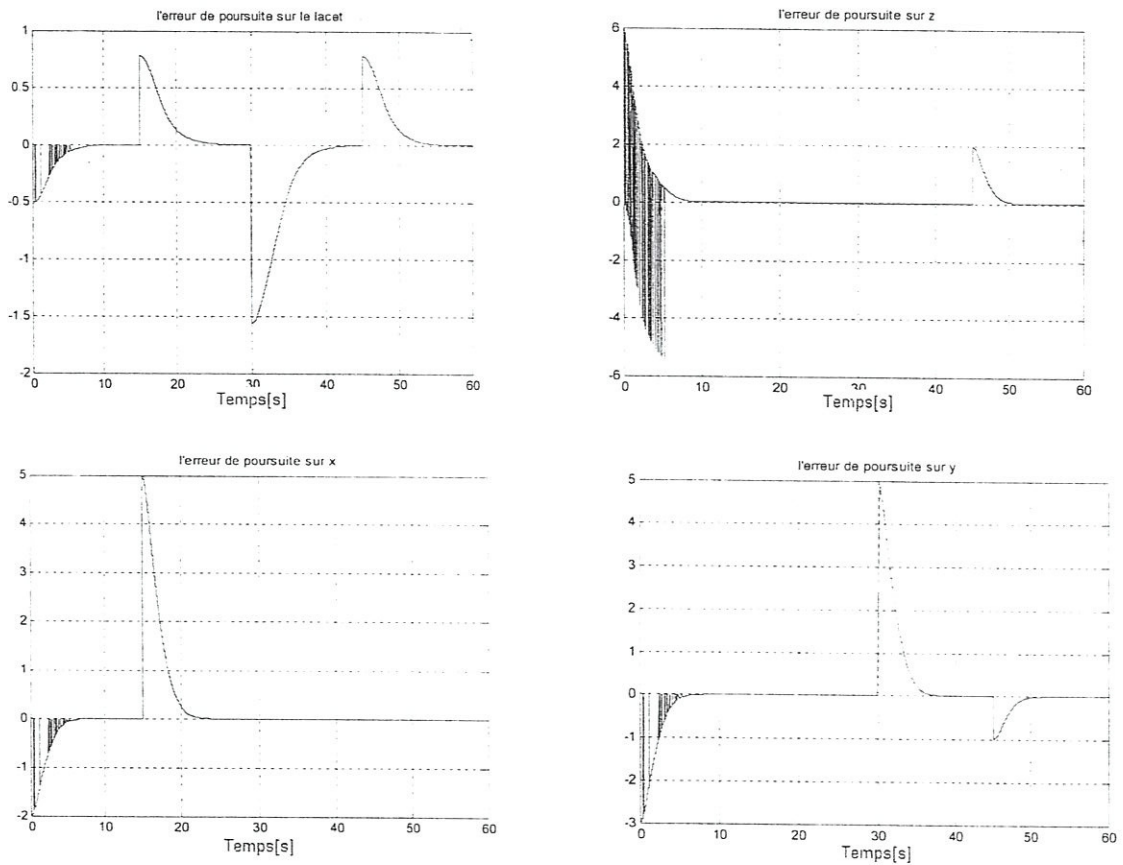 l'erreur de poursuite sur le lacet
1
0.5
0
-0.5
-1
-1.5
-2
0 10 20 30 40 50 60
Temps[s]
l'erreur de poursuite sur z
6
4
2
0
-2
-4
-6
0 10 20 30 40 50 60
Temps[s]
l'erreur de poursuite sur x
5
4
3
2
1
0
-1
-2
0 10 20 30 40 50 60
Temps[s]
l'erreur de poursuite sur y
5
4
3
2
1
0
-1
-2
-3
0 10 20 30 40 50 60
Temps[s]